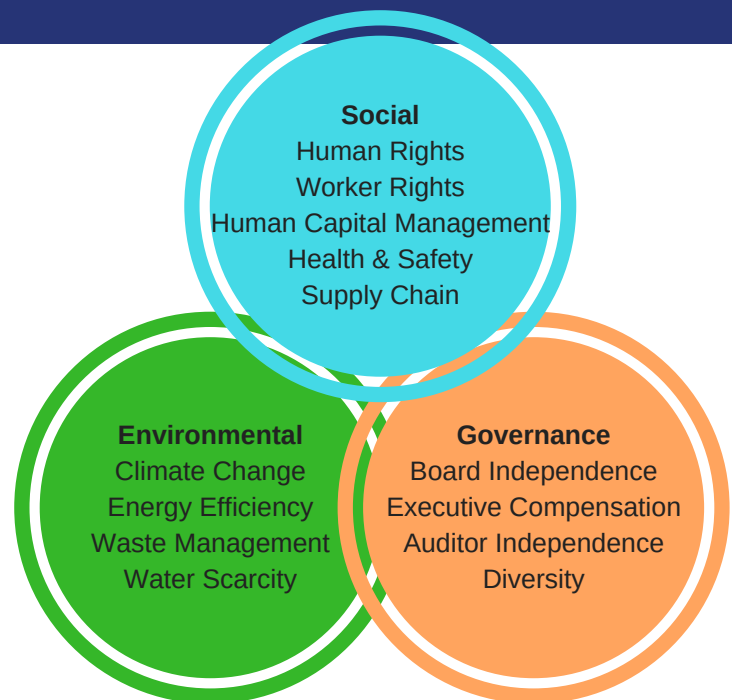 Social
Human Rights
Worker Rights
Human Capital Management
Health & Safety
Supply Chain
Environmental
Climate Change
Energy Efficiency
Waste Management
Water Scarcity
Governance
Board Independence
Executive Compensation
Auditor Independence
Diversity